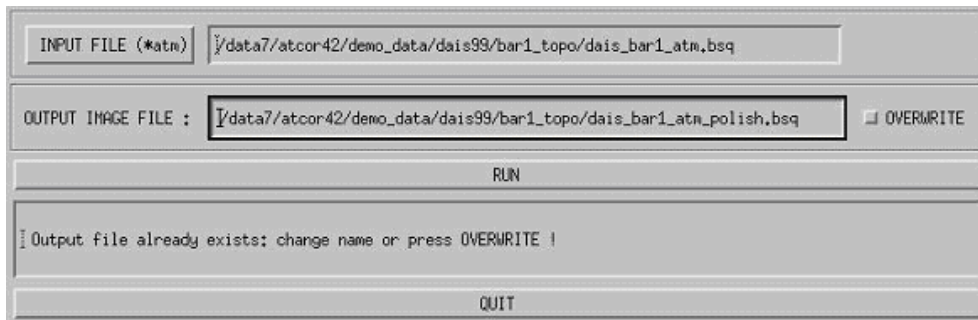 INPUT FILE (*atm) /data7/atcor42/demo_data/dais99/bar1_topo/dais_bar1_atm.bsq
OUTPUT IMAGE FILE : /data7/atcor42/demo_data/dais99/bar1_topo/dais_bar1_atm_polish.bsq OVERWRITE
RUN
Output file already exists: change name or press OVERWRITE !
QUIT